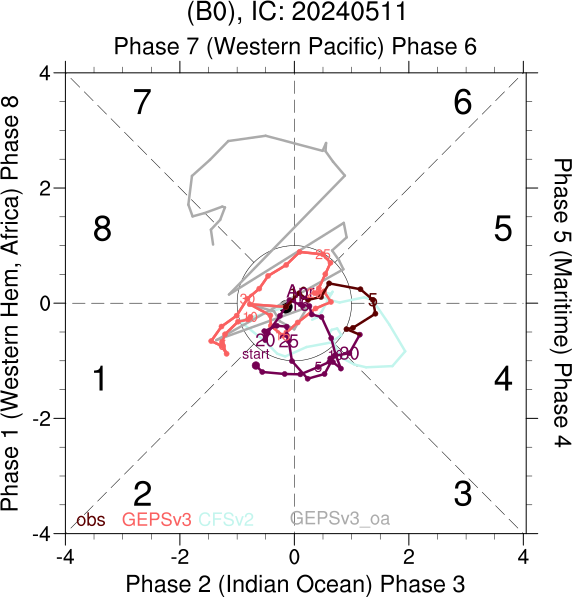 (B0), IC: 20240511
Phase 7 (Western Pacific) Phase 6
4
7
6
Phase 1 (Western Hem, Africa) Phase 8
Phase 5 (Maritime) Phase 4
2
8
5
25
30
5
0
10
20
25
start
5
30
1
4
-2
2
3
obs GEPSv3 CFSv2 GEPSv3_oa
-4
-4 -2 0 2 4
Phase 2 (Indian Ocean) Phase 3